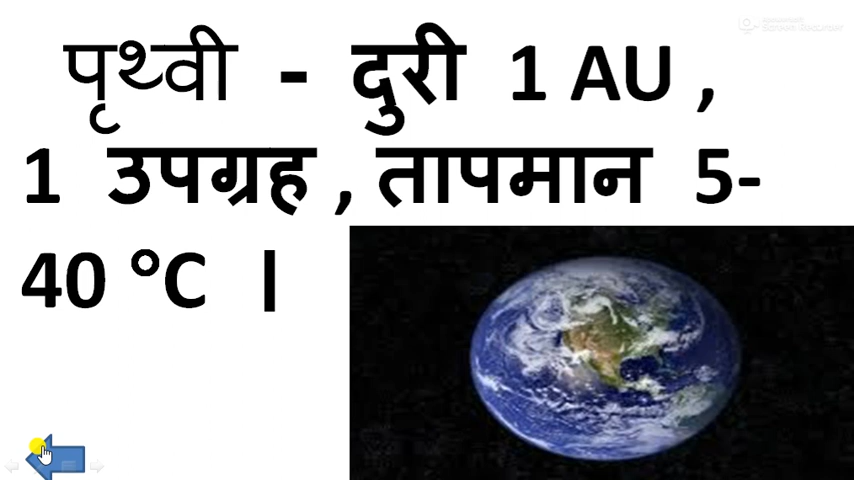 पृथ्वी - दुरी 1 AU ,
1 उपग्रह , तापमान 5-
40 °C ।